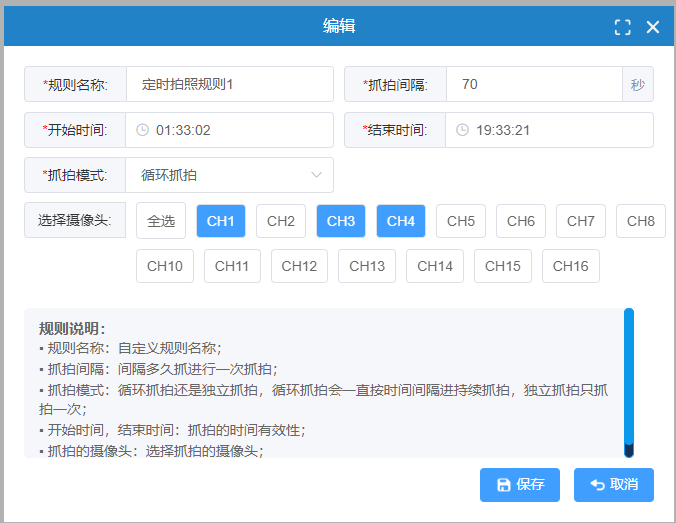 编辑
*规则名称: 定时拍照规则1 *抓拍间隔: 70 秒
*开始时间: 01:33:02 *结束时间: 19:33:21
*抓拍模式: 循环抓拍
选择摄像头: 全选 CH1 CH2 CH3 CH4 CH5 CH6 CH7 CH8
CH10 CH11 CH12 CH13 CH14 CH15 CH16
规则说明：
▪ 规则名称：自定义规则名称；
▪ 抓拍间隔：间隔多久抓进行一次抓拍；
▪ 抓拍模式：循环抓拍还是独立抓拍，循环抓拍会一直按时间间隔进持续抓拍，独立抓拍只抓
拍一次；
▪ 开始时间，结束时间：抓拍的时间有效性；
▪ 抓拍的摄像头：选择抓拍的摄像头；
保存 取消